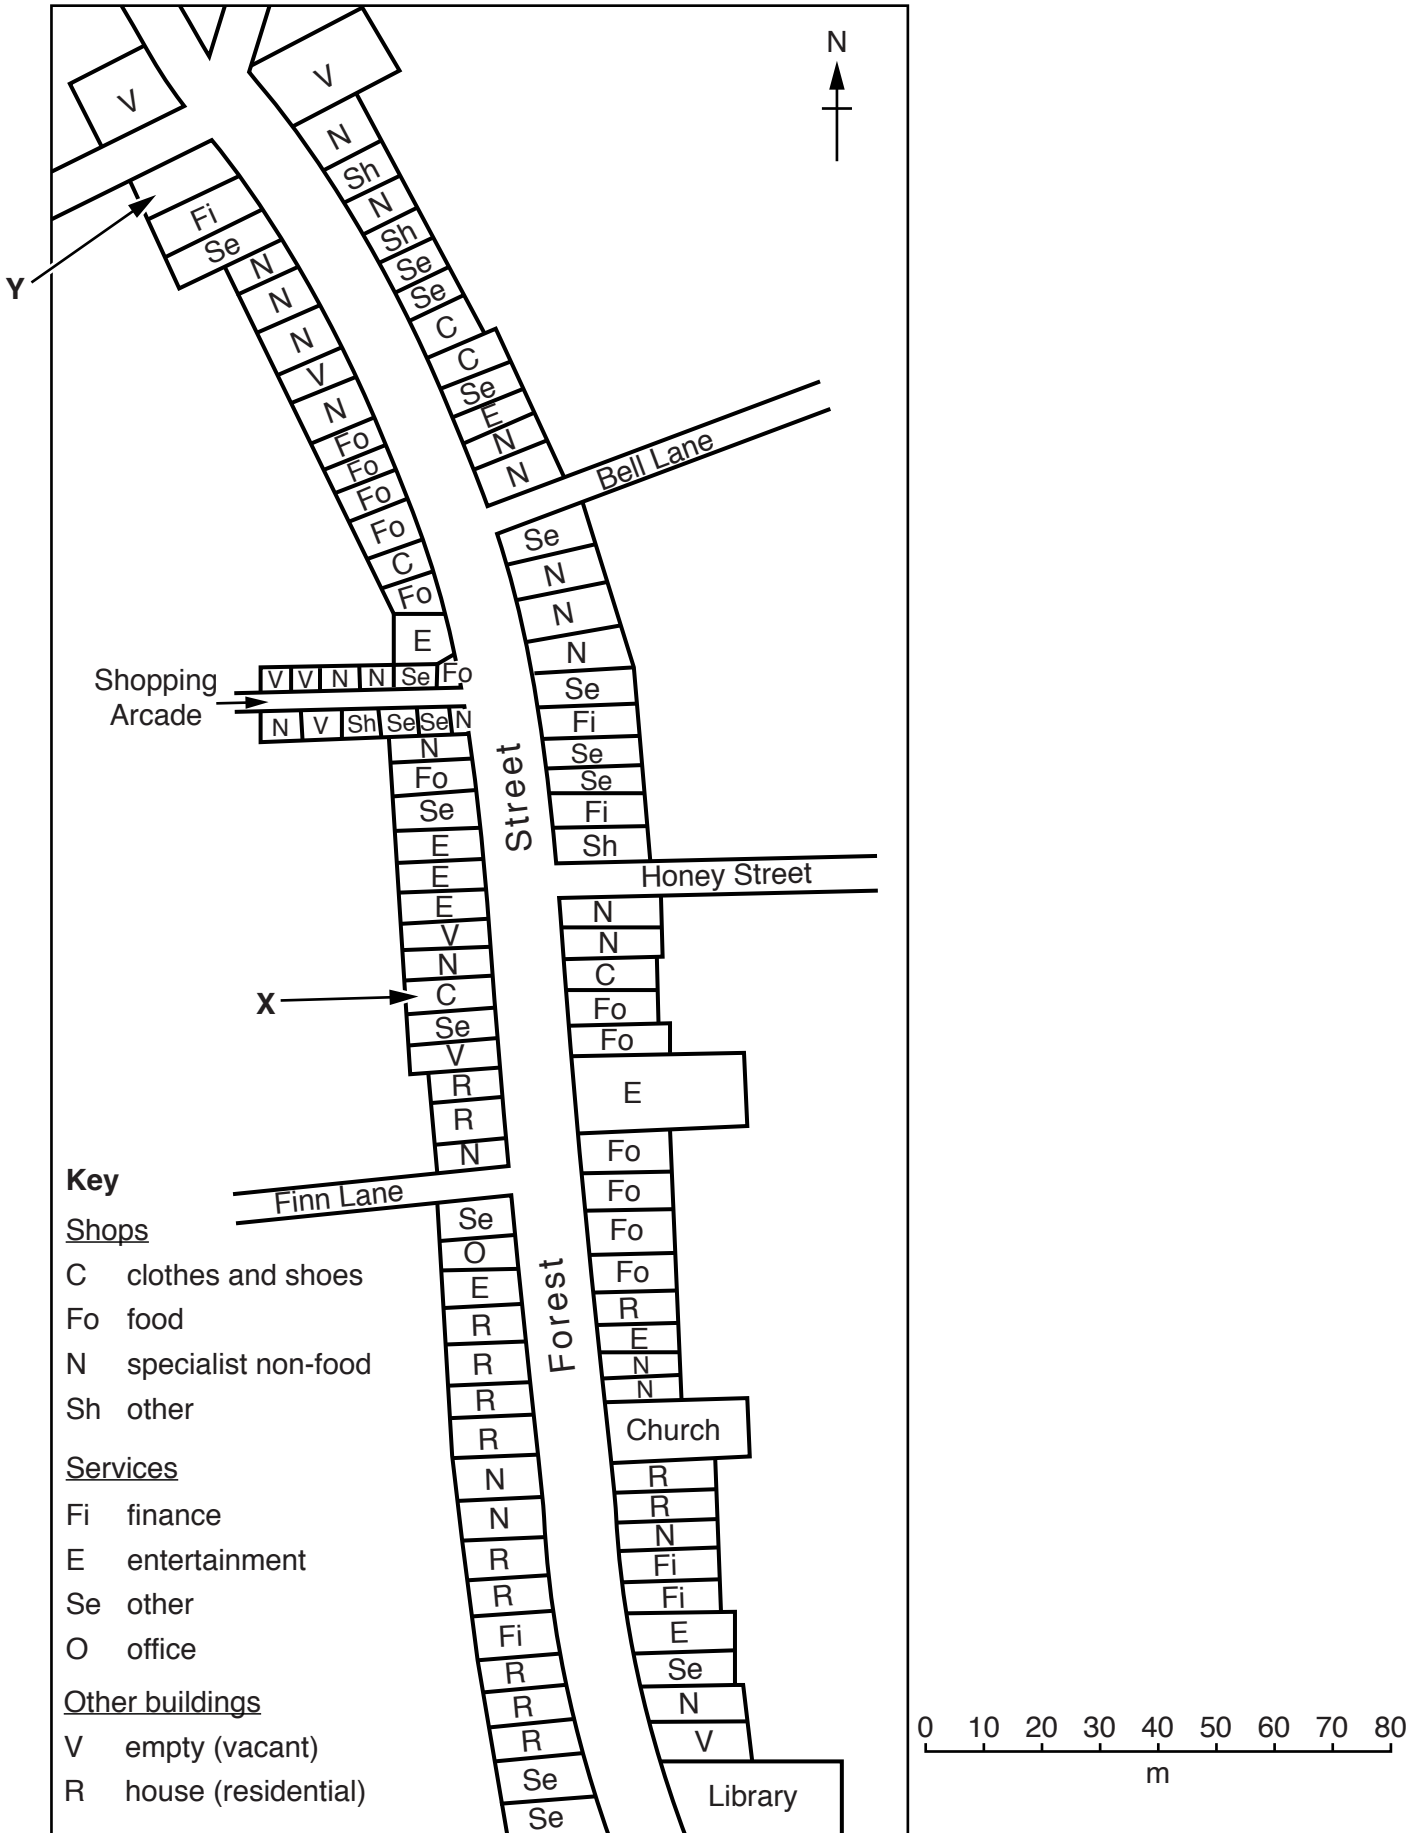 N
V
V
N
Sh
N
Sh
Se
Se
C
C
Se
E
N
N
Y
Fi
Se
N
N
N
V
N
Fo
Fo
Fo
Fo
C
Fo
E
Bell Lane
Se
N
N
N
Se
Fi
Se
Se
Fi
Sh
Shopping
Arcade
V V N N Se Fo
N V Sh Se Se N
N
Fo
Se
E
E
E
V
N
C
Se
V
R
R
N
X
Street
Honey Street
N
N
C
Fo
Fo
E
Fo
Fo
Fo
Fo
R
E
N
N
Church
R
R
N
Fi
Fi
E
Se
N
V
Library
Finn Lane
Forest
Se
O
E
R
R
R
R
N
N
R
R
Fi
R
R
R
Se
Se
Key
Shops
C clothes and shoes
Fo food
N specialist non-food
Sh other
Services
Fi finance
E entertainment
Se other
O office
Other buildings
V empty (vacant)
R house (residential)
0 10 20 30 40 50 60 70 80
m